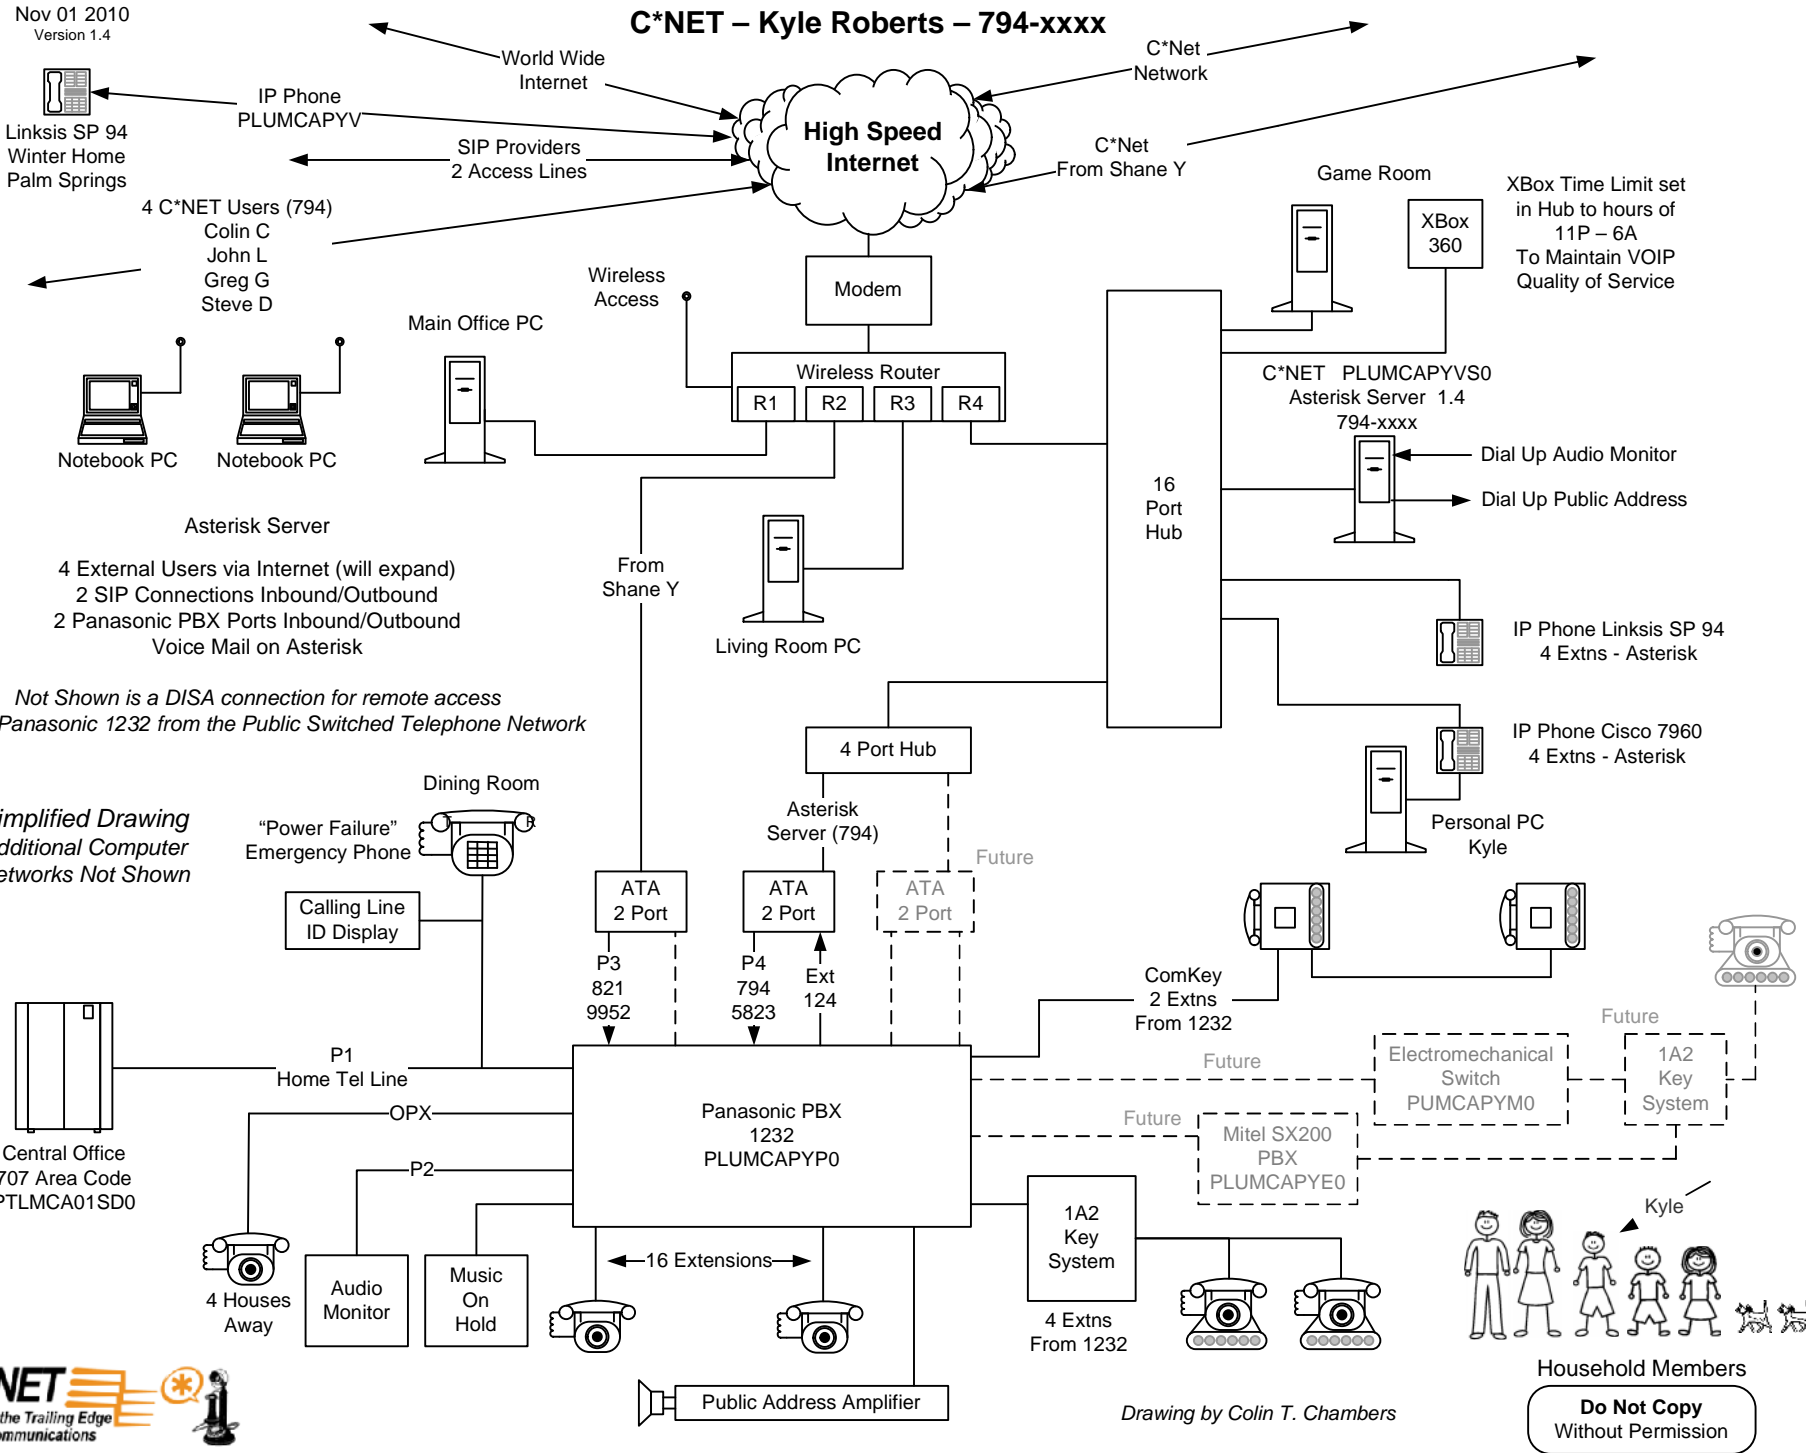 Nov 01 2010
Version 1.4
C*NET – Kyle Roberts – 794-xxxx
World Wide
Internet
C*Net
Network
IP Phone
PLUMCAPYV
Linksis SP 94
Winter Home
Palm Springs
SIP Providers
2 Access Lines
High Speed
Internet
C*Net
From Shane Y
4 C*NET Users (794)
Colin C
John L
Greg G
Steve D
Game Room
XBox
360
XBox Time Limit set
in Hub to hours of
11P – 6A
To Maintain VOIP
Quality of Service
Wireless
Access
Modem
Main Office PC
Wireless Router
R1
R2
R3
R4
Notebook PC
Notebook PC
C*NET PLUMCAPYVS0
Asterisk Server 1.4
794-xxxx
Dial Up Audio Monitor
Dial Up Public Address
16
Port
Hub
Asterisk Server
4 External Users via Internet (will expand)
2 SIP Connections Inbound/Outbound
2 Panasonic PBX Ports Inbound/Outbound
Voice Mail on Asterisk
From
Shane Y
Living Room PC
IP Phone Linksis SP 94
4 Extns - Asterisk
Not Shown is a DISA connection for remote access
Panasonic 1232 from the Public Switched Telephone Network
4 Port Hub
IP Phone Cisco 7960
4 Extns - Asterisk
Personal PC
Kyle
Dining Room
T
R
“Power Failure”
Emergency Phone
implified Drawing
dditional Computer
etworks Not Shown
Asterisk
Server (794)
Future
Calling Line
ID Display
ATA
2 Port
ATA
2 Port
ATA
2 Port
P3
821
9952
P4
794
5823
Ext
124
ComKey
2 Extns
From 1232
P1
Home Tel Line
Future
Electromechanical
Switch
PUMCAPYM0
Future
1A2
Key
System
OPX
Panasonic PBX
1232
PLUMCAPYP0
Future
Mitel SX200
PBX
PLUMCAPYE0
Central Office
707 Area Code
PTLMCA01SD0
P2
1A2
Key
System
Kyle
16 Extensions
4 Houses
Away
Audio
Monitor
Music
On
Hold
4 Extns
From 1232
Household Members
NET
the Trailing Edge
mmunications
Public Address Amplifier
Drawing by Colin T. Chambers
Do Not Copy
Without Permission